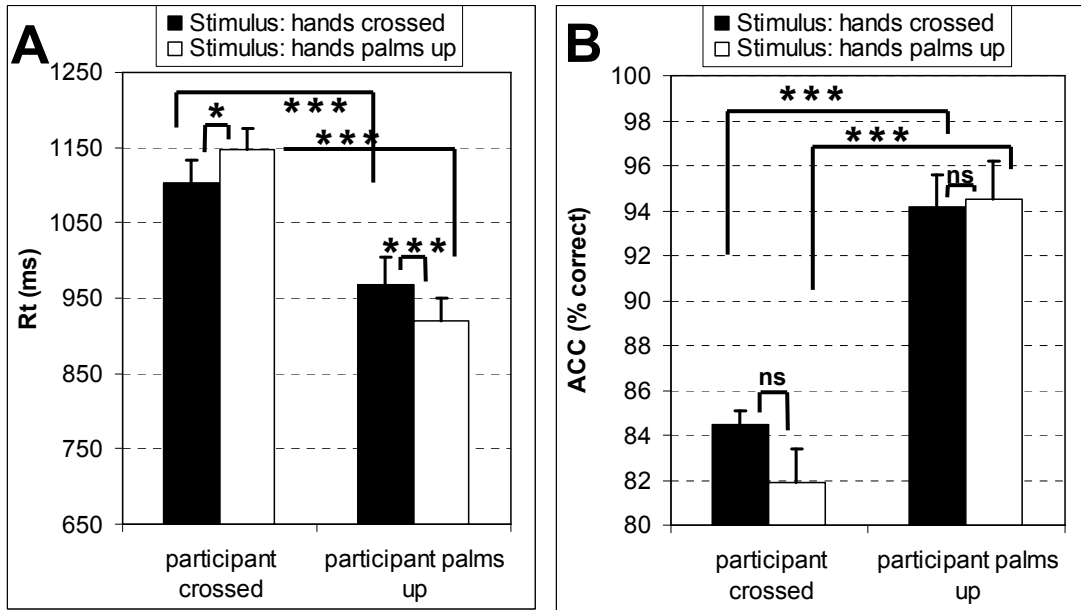 A
Stimulus: hands crossed
Stimulus: hands palms up
1250
1150
1050
950
850
750
650
Rt (ms)
***
*
***
***
participant crossed
participant palms up
B
Stimulus: hands crossed
Stimulus: hands palms up
100
98
96
94
92
90
88
86
84
82
80
ACC (% correct)
***
***
ns
ns
participant
crossed
participant palms
up